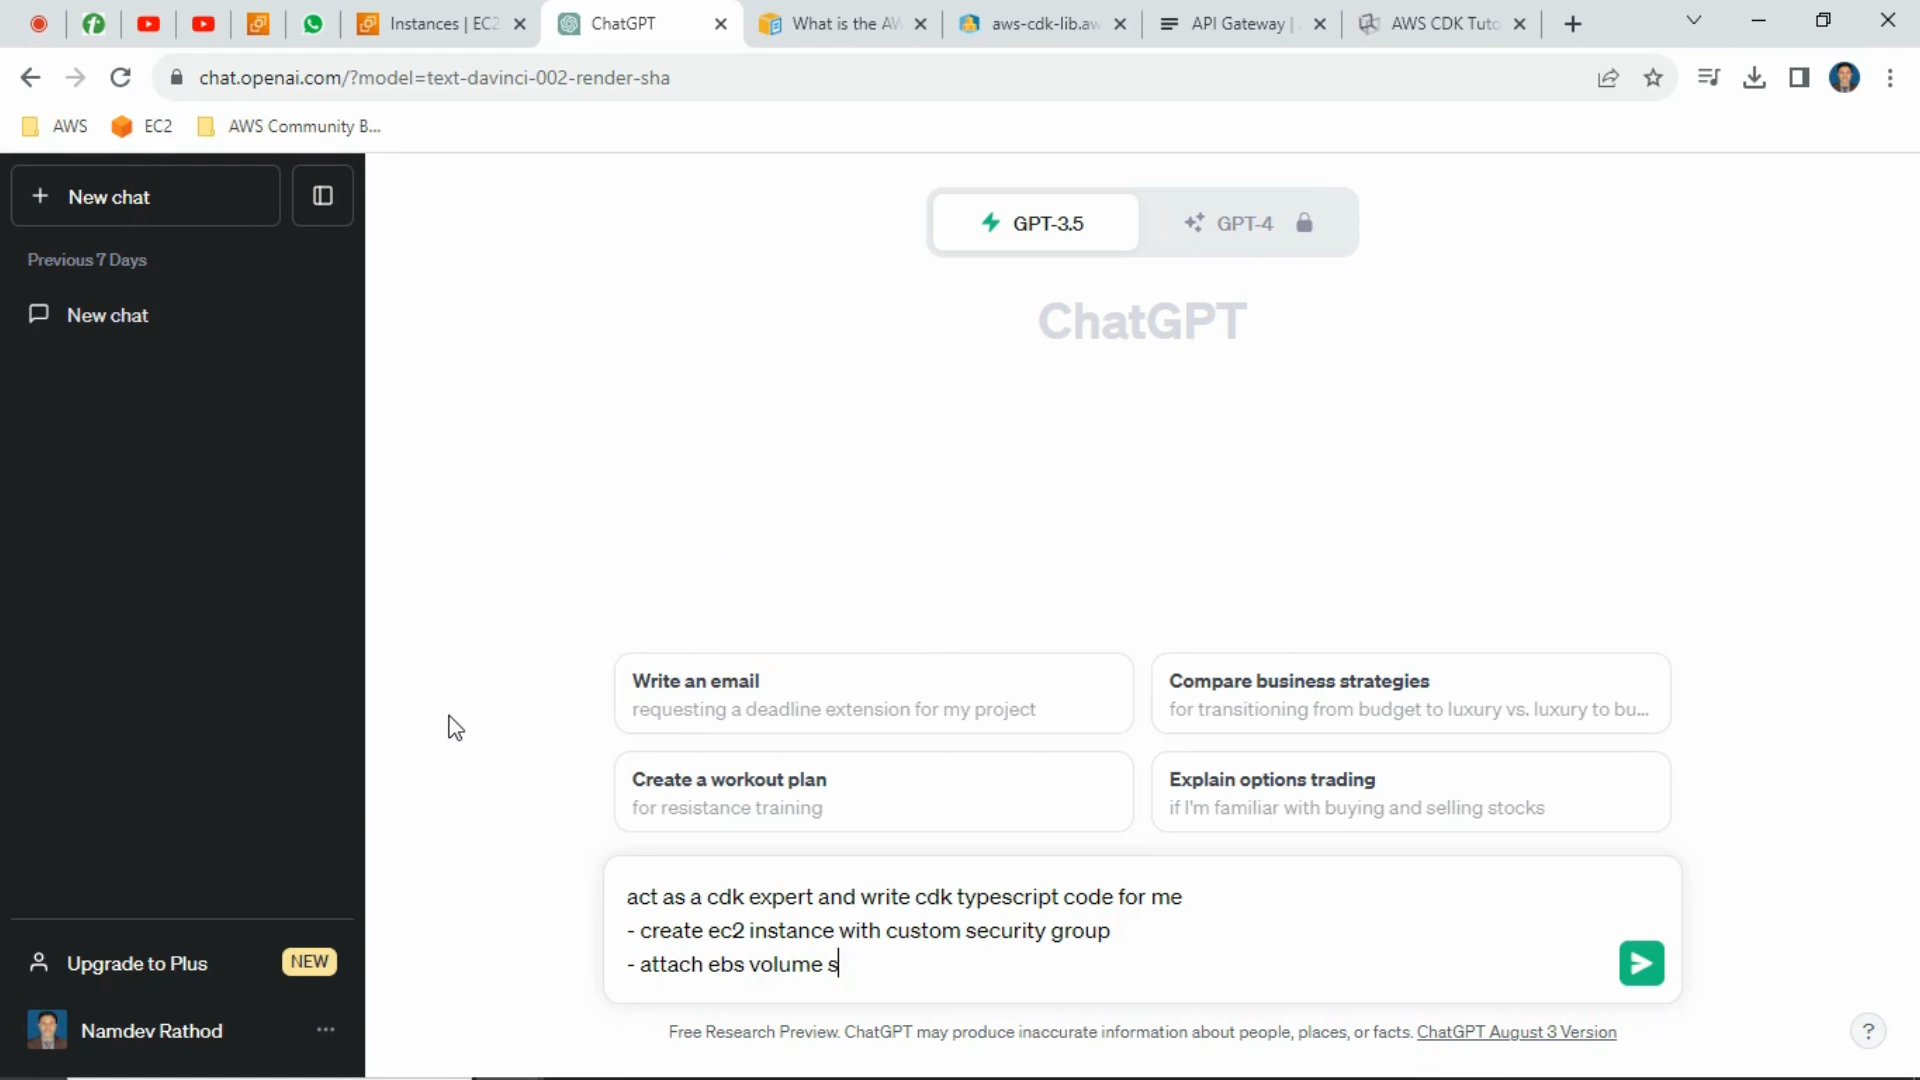 Instances | EC2
ChatGPT
What is the AW
aws-cdk-lib.aw
API Gateway |
AWS CDK Tuto
chat.openai.com/?model=text-davinci-002-render-sha
AWS
EC2
AWS Community B...
New chat
Previous 7 Days
New chat
GPT-3.5
GPT-4
ChatGPT
Write an email
requesting a deadline extension for my project
Compare business strategies
for transitioning from budget to luxury vs. luxury to bu...
Create a workout plan
for resistance training
Explain options trading
if I'm familiar with buying and selling stocks
act as a cdk expert and write cdk typescript code for me
- create ec2 instance with custom security group
- attach ebs volume s
Upgrade to Plus
NEW
Namdev Rathod
Free Research Preview. ChatGPT may produce inaccurate information about people, places, or facts. ChatGPT August 3 Version
?